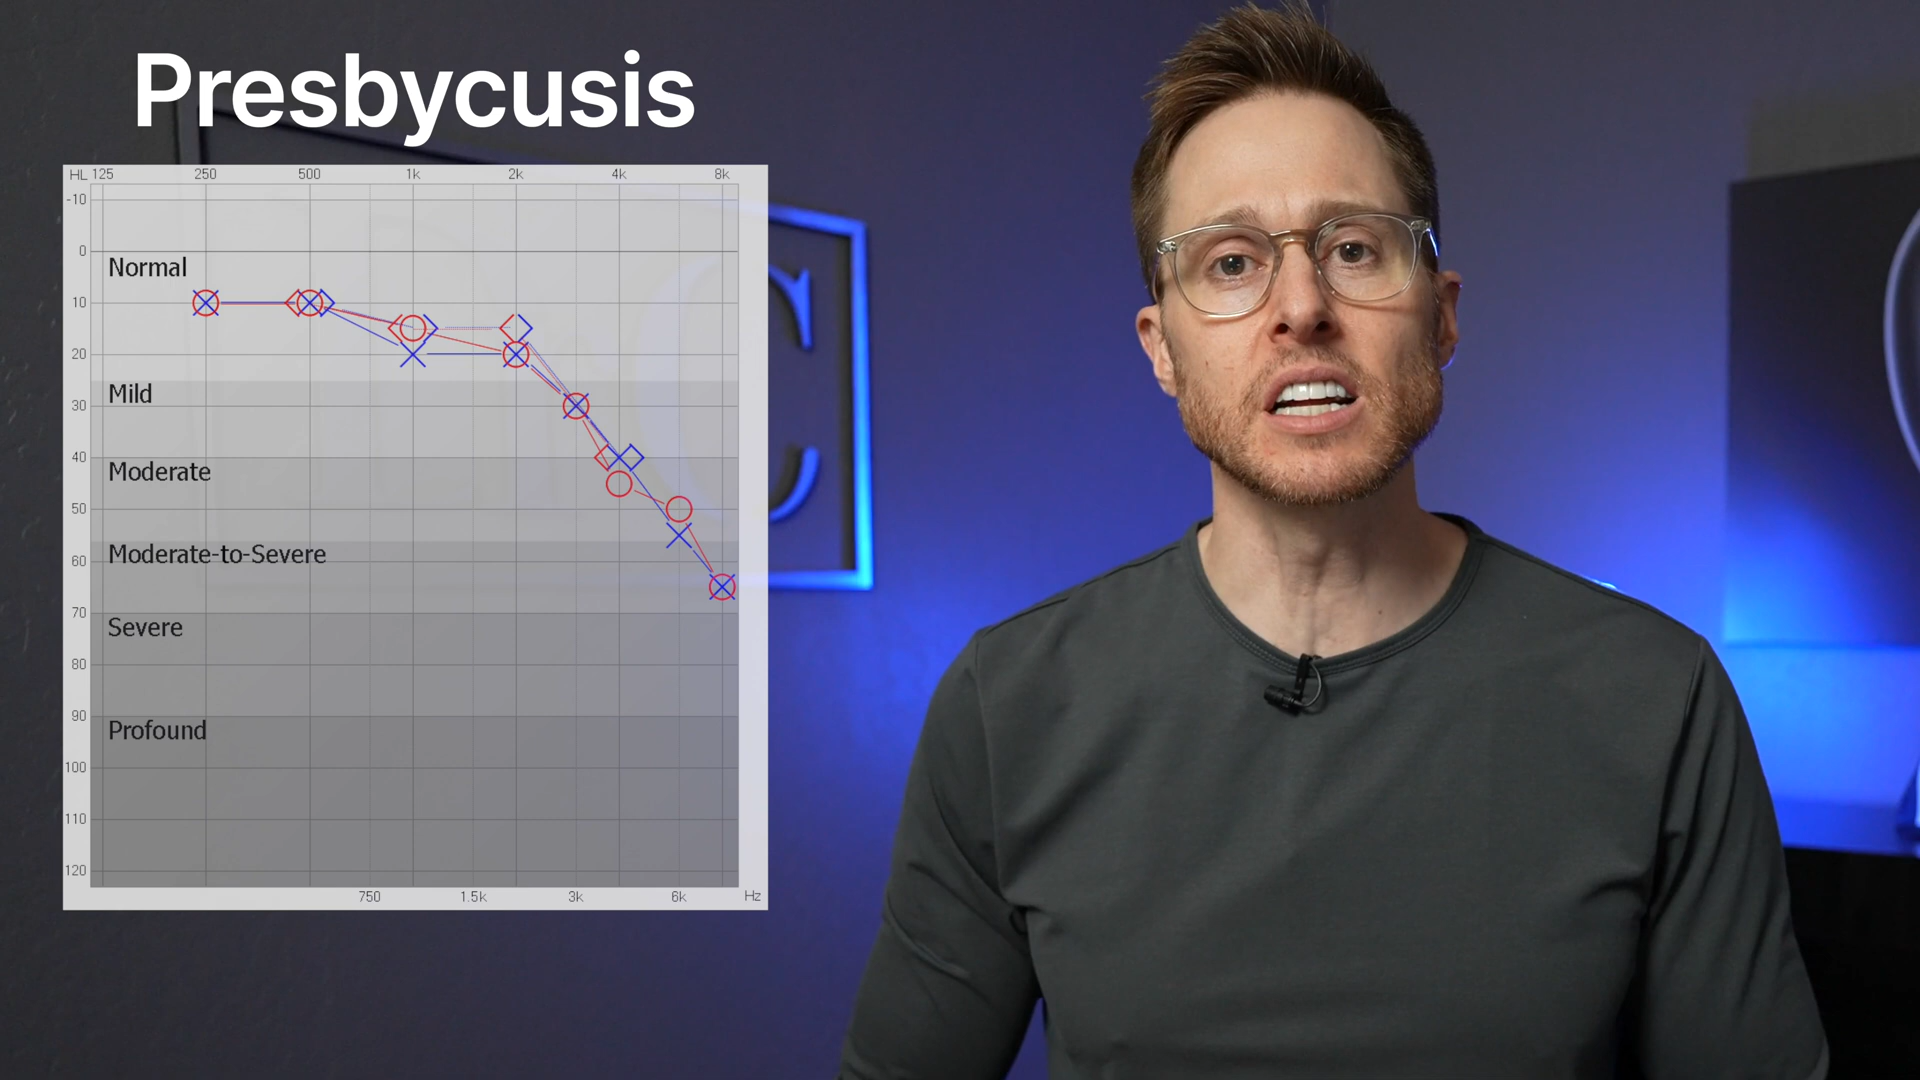 Presbycusis
HL 125 250 500 1k 2k 4k 8k
-10
0
Normal
10
20
Mild
30
40
Moderate
50
Moderate-to-Severe
60
70
Severe
80
90
Profound
100
110
120
750 1.5k 3k 6k Hz
C